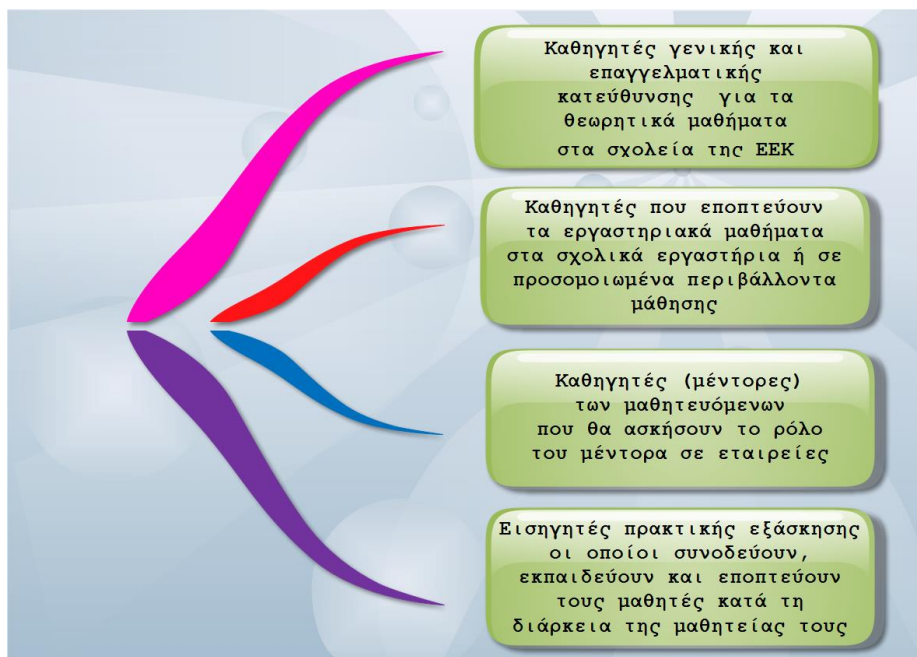 Καθηγητές γενικής και
επαγγελματικής
κατεύθυνσης για τα
θεωρητικά μαθήματα
στα σχολεία της ΕΕΚ
Καθηγητές που εποπτεύουν
τα εργαστηριακά μαθήματα
στα σχολικά εργαστήρια ή σε
προσομοιωμένα περιβάλλοντα
μάθησης
Καθηγητές (μέντορες)
των μαθητευόμενων
που θα ασκήσουν το ρόλο
του μέντορα σε εταιρείες
Εισηγητές πρακτικής εξάσκησης
οι οποίοι συνοδεύουν,
εκπαιδεύουν και εποπτεύουν
τους μαθητές κατά τη
διάρκεια της μαθητείας τους